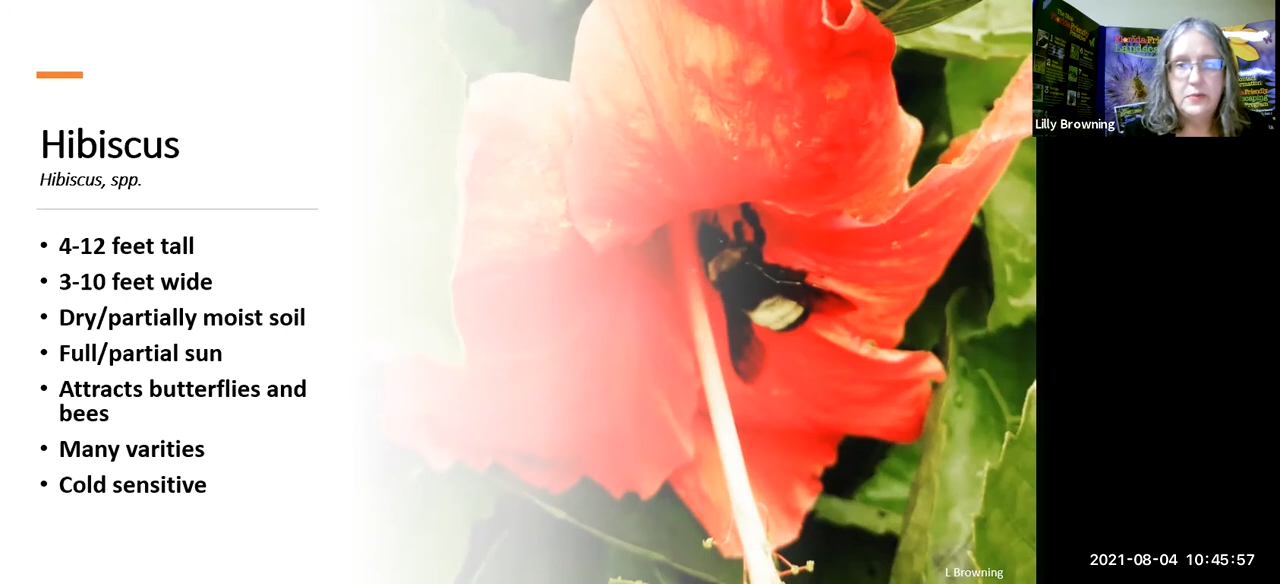 Hibiscus
Hibiscus, spp.
• 4-12 feet tall
• 3-10 feet wide
• Dry/partially moist soil
• Full/partial sun
• Attracts butterflies and
bees
• Many varities
• Cold sensitive
L Browning
Lilly Browning
2021-08-04 10:45:57